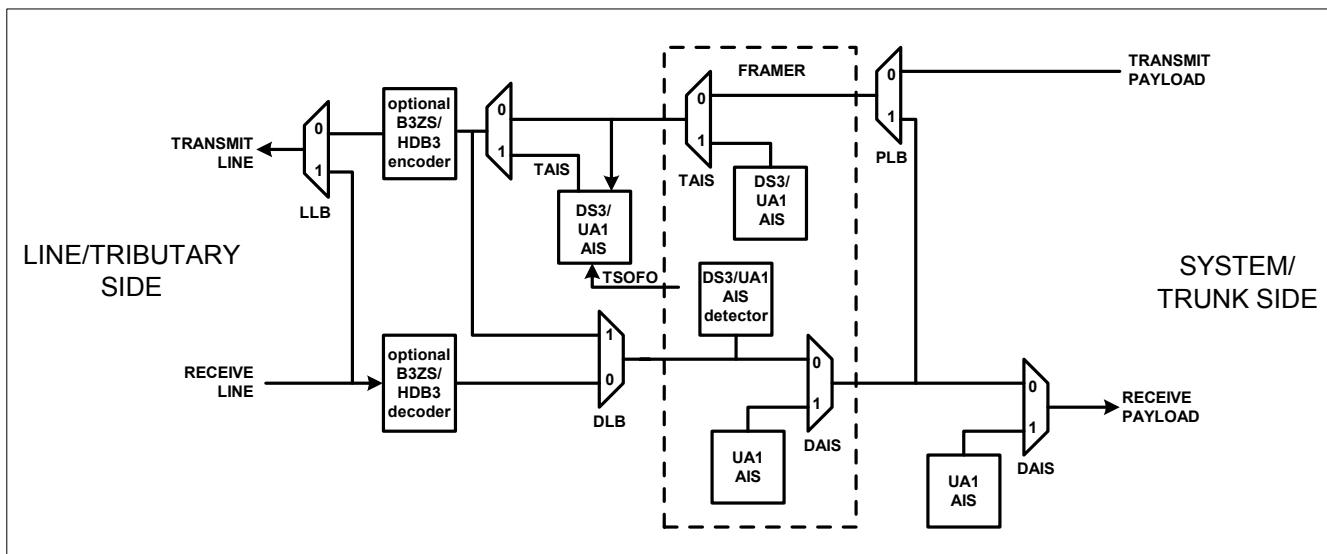 FRAMER
TRANSMIT
PAYLOAD
0
1
PLB
0
1
TAIS
DS3/
UA1
AIS
0
1
TAIS
DS3/
UA1
AIS
TSOFO
optional
B3ZS/
HDB3
encoder
0
1
LLB
TRANSMIT
LINE
LINE/TRIBUTARY
SIDE
SYSTEM/
TRUNK SIDE
DS3/UA1
AIS
detector
RECEIVE
LINE
optional
B3ZS/
HDB3
decoder
1
0
DLB
0
1
DAIS
UA1
AIS
0
1
DAIS
UA1
AIS
RECEIVE
PAYLOAD